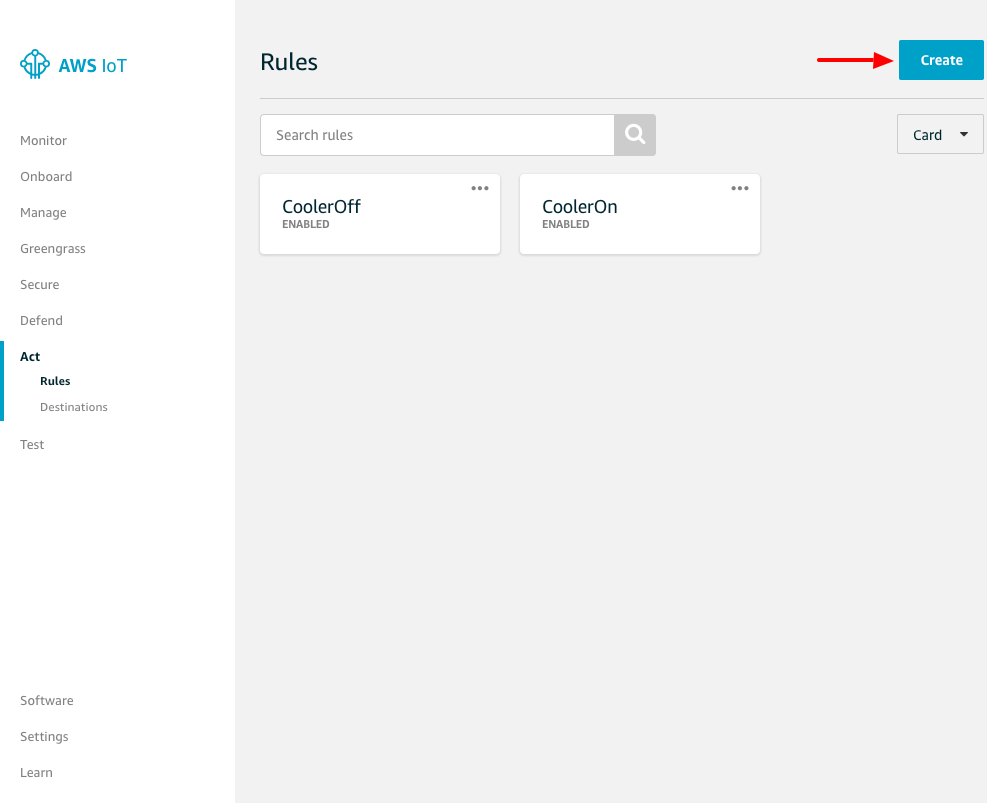 AWS IoT
Monitor
Onboard
Manage
Greengrass
Secure
Defend
Act
Rules
Destinations
Test
Software
Settings
Learn
Rules
Create
Search rules
Card
CoolerOff
ENABLED
CoolerOn
ENABLED